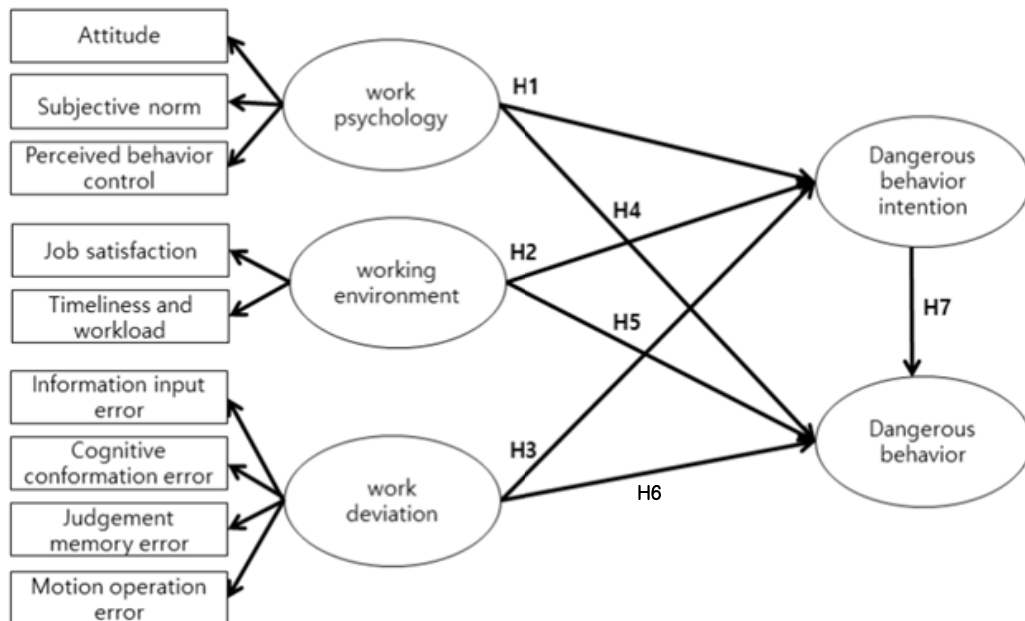 Attitude
Subjective norm
Perceived behavior
control
Job satisfaction
Timeliness and
workload
Information input
error
Cognitive
conformation error
Judgement
memory error
Motion operation
error
work
psychology
working
environment
work
deviation
H1
H4
H2
H5
H3
H6
Dangerous
behavior
intention
H7
Dangerous
behavior